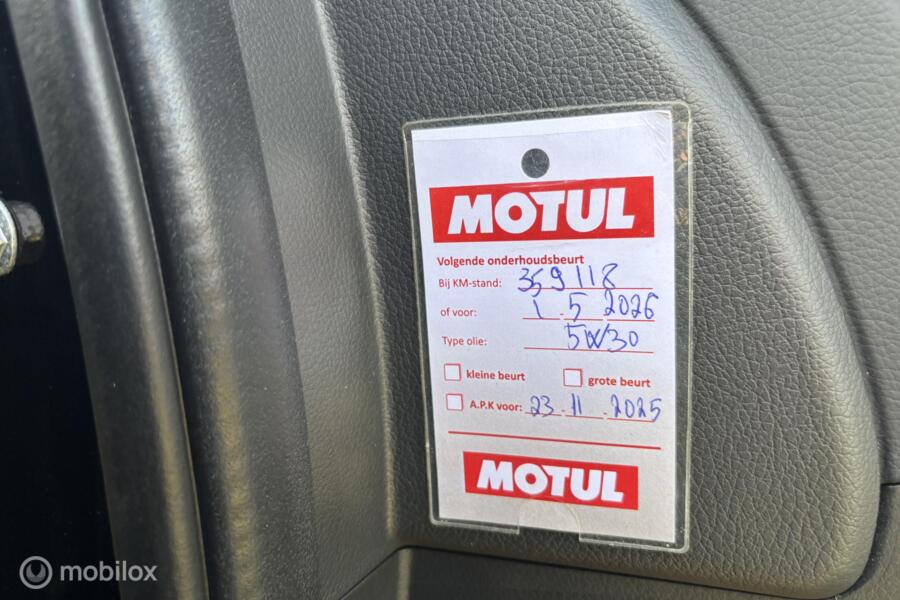 MOTUL
Volgende onderhoudsbeurt
Bij KM-stand: 359118
of voor: 1.5.2026
Type olie: 5W30
kleine beurt grote beurt
A.P.K voor: 23.11.2025
MOTUL
mobilox